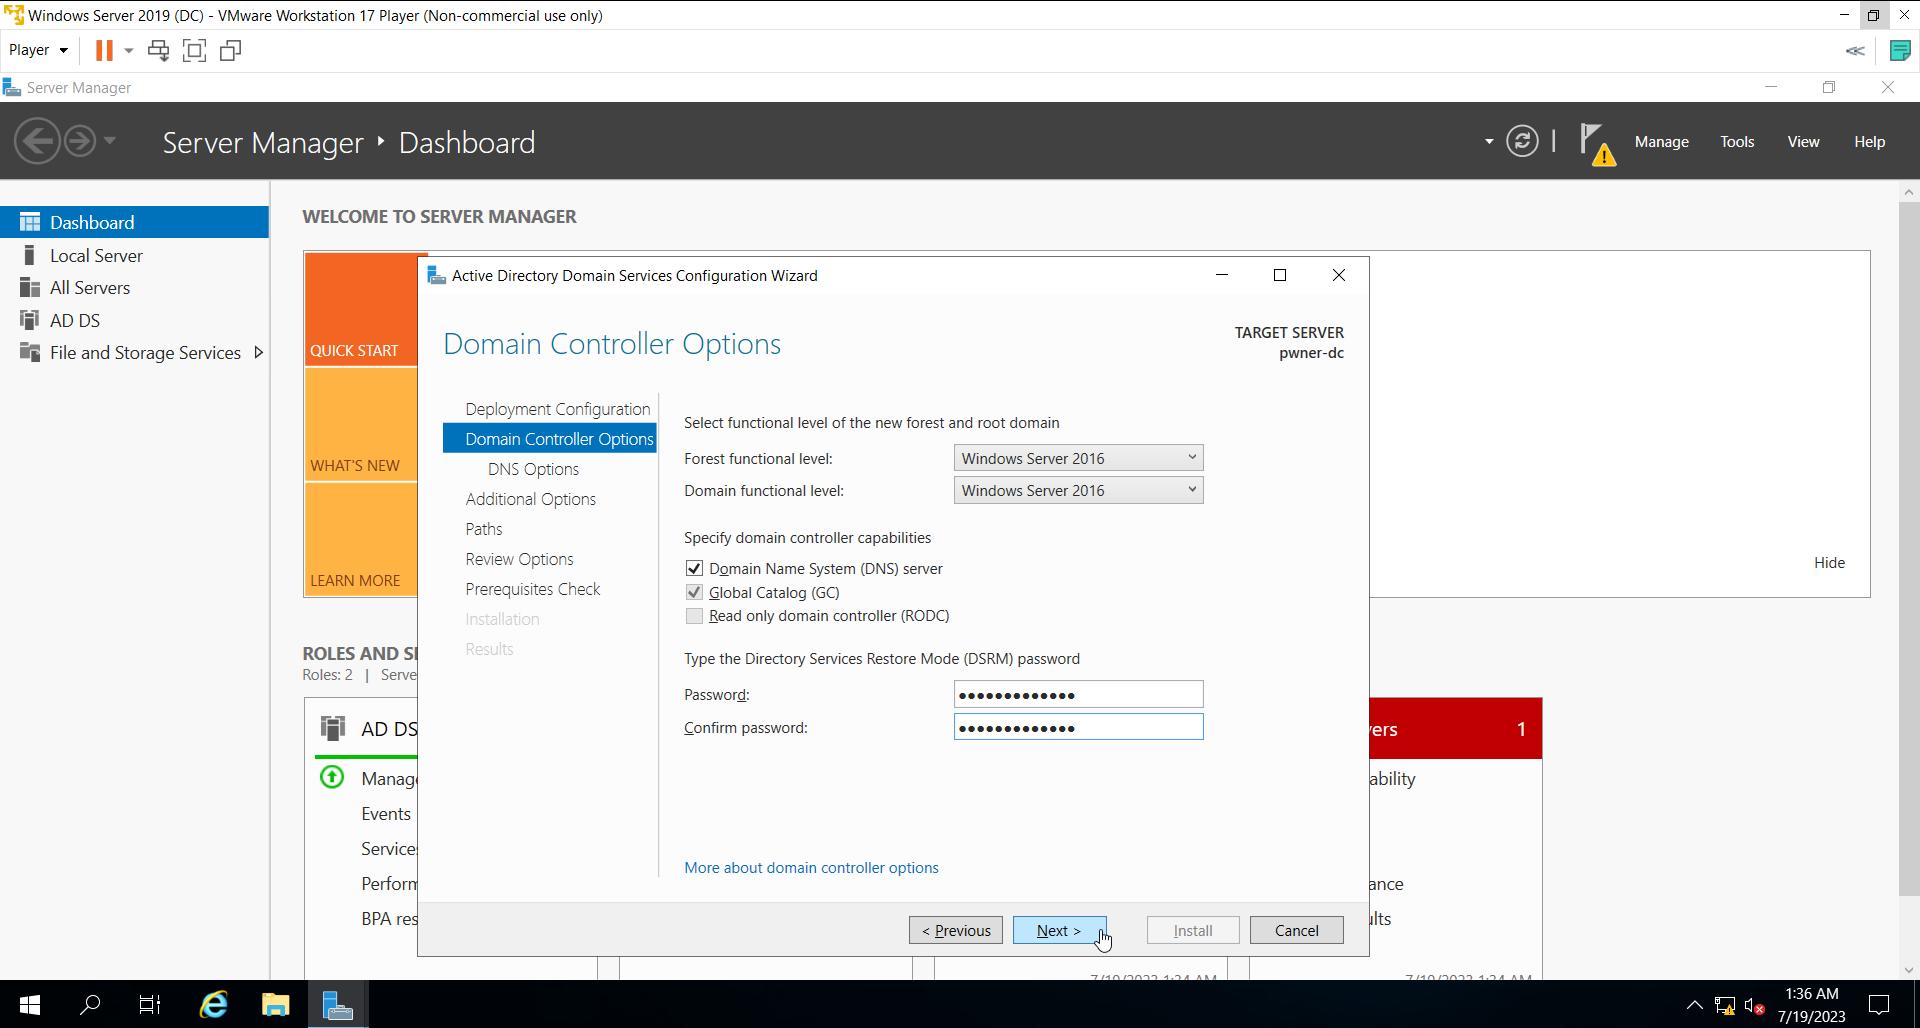 Windows Server 2019 (DC) - VMware Workstation 17 Player (Non-commercial use only)
Player
Server Manager
Server Manager ‣ Dashboard
Manage
Tools
View
Help
Dashboard
Local Server
All Servers
AD DS
File and Storage Services
WELCOME TO SERVER MANAGER
QUICK START
WHAT'S NEW
LEARN MORE
Hide
Active Directory Domain Services Configuration Wizard
Domain Controller Options
TARGET SERVER
pwner-dc
Deployment Configuration
Domain Controller Options
DNS Options
Additional Options
Paths
Review Options
Prerequisites Check
Installation
Results
Select functional level of the new forest and root domain
Forest functional level: Windows Server 2016
Domain functional level: Windows Server 2016
Specify domain controller capabilities
Domain Name System (DNS) server
Global Catalog (GC)
Read only domain controller (RODC)
Type the Directory Services Restore Mode (DSRM) password
Password: •••••••••••••
Confirm password: •••••••••••••
More about domain controller options
< Previous
Next >
Install
Cancel
ROLES AND SE
Roles: 2 | Serve
AD DS
Manage
Events
Services
Perform
BPA res
vers 1
ability
ance
ults
7/19/2023 1:34 AM
7/19/2023 1:34 AM
1:36 AM
7/19/2023